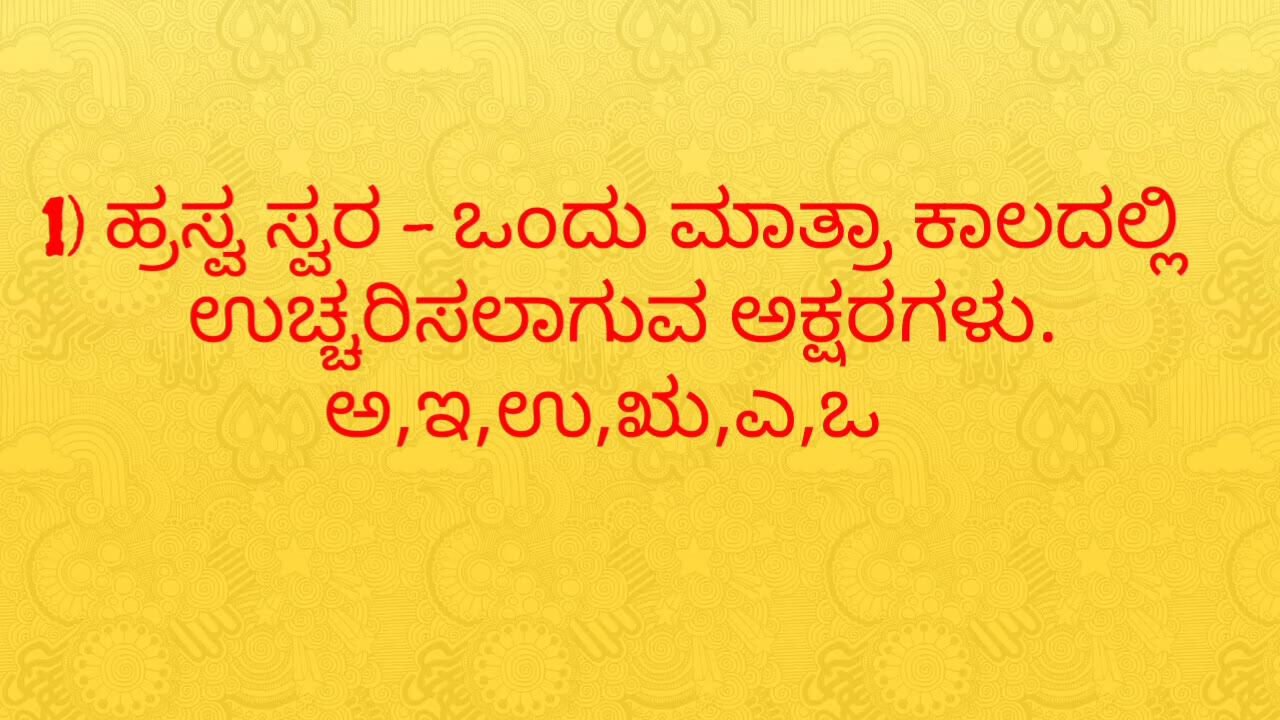 1) ಹ್ರಸ್ವ ಸ್ವರ – ಒಂದು ಮಾತ್ರಾ ಕಾಲದಲ್ಲಿ
ಉಚ್ಚರಿಸಲಾಗುವ ಅಕ್ಷರಗಳು.
ಅ,ಇ,ಉ,ಋ,ಎ,ಒ